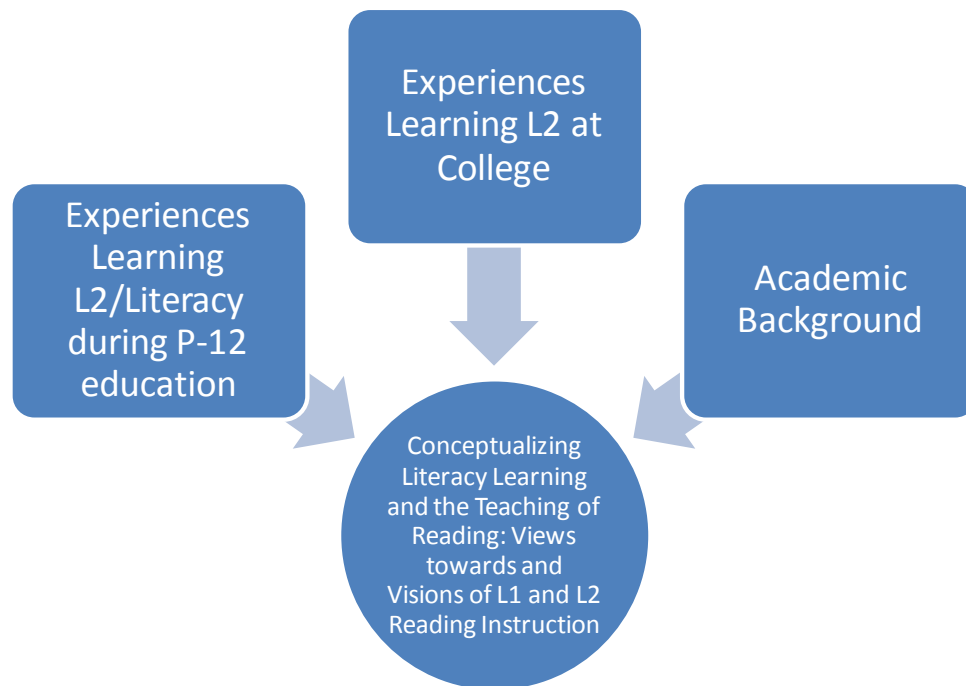 Experiences
Learning L2 at
College
Experiences
Learning
L2/Literacy
during P-12
education
Academic
Background
Conceptualizing
Literacy Learning
and the Teaching of
Reading: Views
towards and
Visions of L1 and L2
Reading Instruction